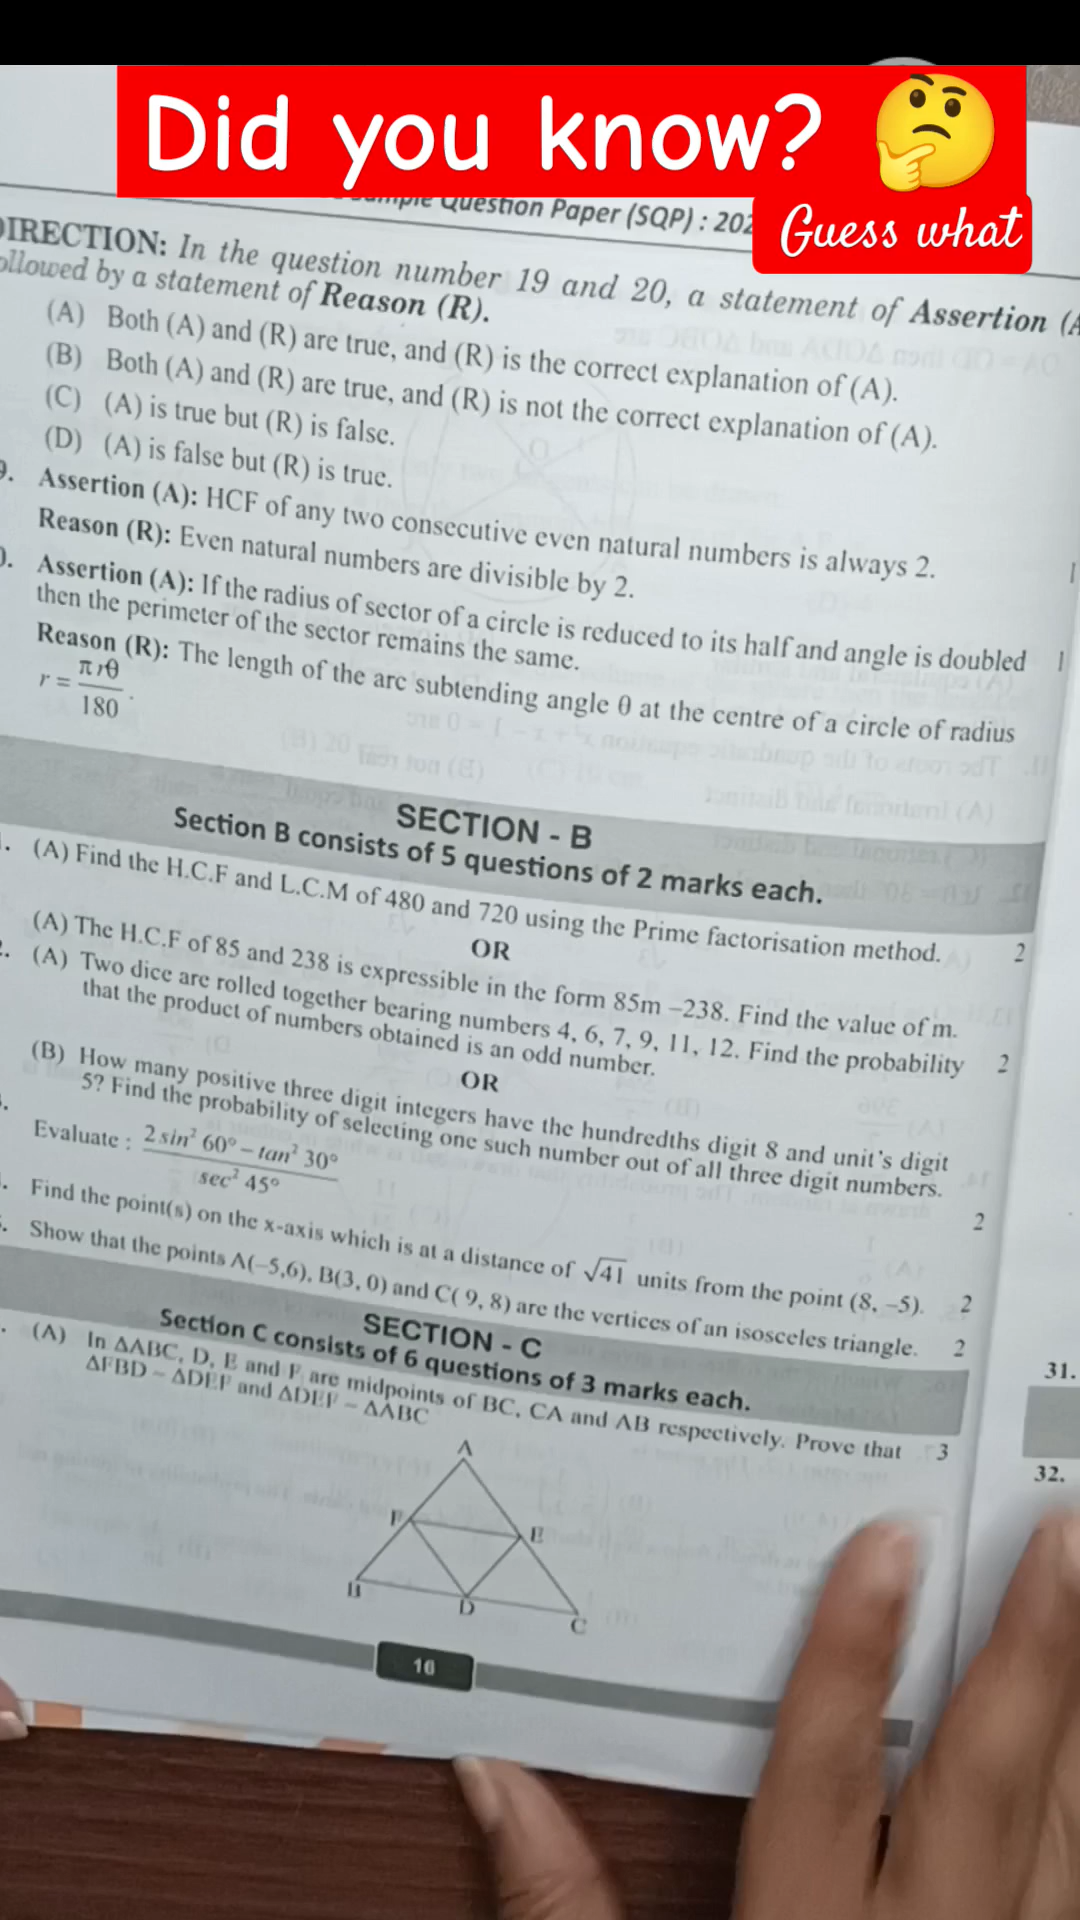 Did you know? 🤔
Question Paper (SQP) : 202
Guess what
DIRECTION: In the question number 19 and 20, a statement of Assertion (A
ollowed by a statement of Reason (R).
(A) Both (A) and (R) are true, and (R) is the correct explanation of (A).
(B) Both (A) and (R) are true, and (R) is not the correct explanation of (A).
(C) (A) is true but (R) is false.
(D) (A) is false but (R) is true.
9. Assertion (A): HCF of any two consecutive even natural numbers is always 2.
Reason (R): Even natural numbers are divisible by 2.
0. Assertion (A): If the radius of sector of a circle is reduced to its half and angle is doubled
then the perimeter of the sector remains the same.
Reason (R): The length of the arc subtending angle θ at the centre of a circle of radius
r = πrθ/180 .
SECTION - B
Section B consists of 5 questions of 2 marks each.
. (A) Find the H.C.F and L.C.M of 480 and 720 using the Prime factorisation method. 2
OR
(A) The H.C.F of 85 and 238 is expressible in the form 85m –238. Find the value of m.
2. (A) Two dice are rolled together bearing numbers 4, 6, 7, 9, 11, 12. Find the probability 2
that the product of numbers obtained is an odd number.
OR
(B) How many positive three digit integers have the hundredths digit 8 and unit's digit
5? Find the probability of selecting one such number out of all three digit numbers.
Evaluate : 2 sin² 60° – tan² 30° / sec² 45° 2
. Find the point(s) on the x-axis which is at a distance of √41 units from the point (8, –5). 2
. Show that the points A(–5,6), B(3, 0) and C( 9, 8) are the vertices of an isosceles triangle. 2
SECTION - C
Section C consists of 6 questions of 3 marks each.
. (A) In ΔABC, D, E and F are midpoints of BC, CA and AB respectively. Prove that 3
ΔFBD ~ ΔDEF and ΔDEF ~ ΔABC
A
F
E
B
D
C
16
31.
32.